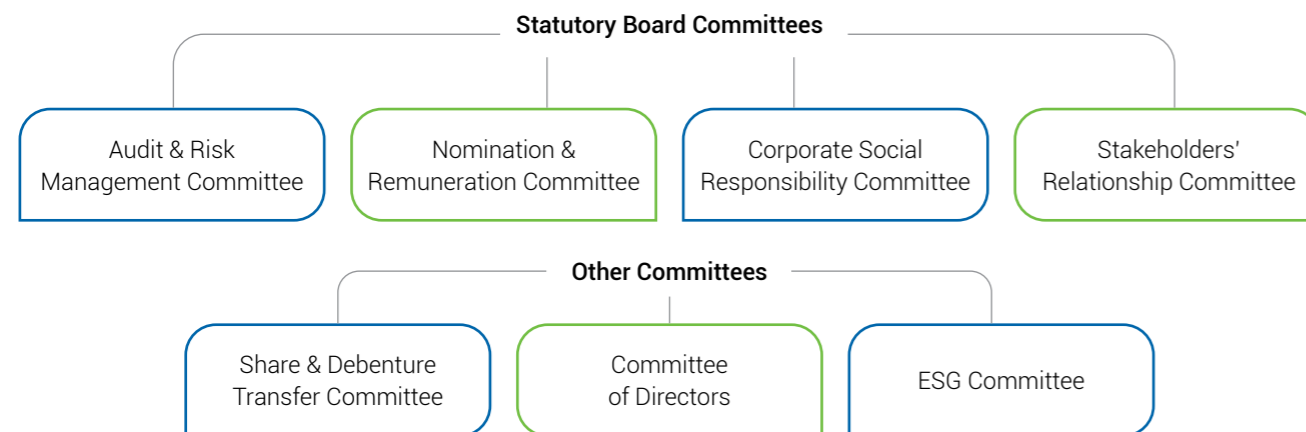 Statutory Board Committees
Audit & Risk
Management Committee
Nomination &
Remuneration Committee
Corporate Social
Responsibility Committee
Stakeholders'
Relationship Committee
Other Committees
Share & Debenture
Transfer Committee
Committee
of Directors
ESG Committee